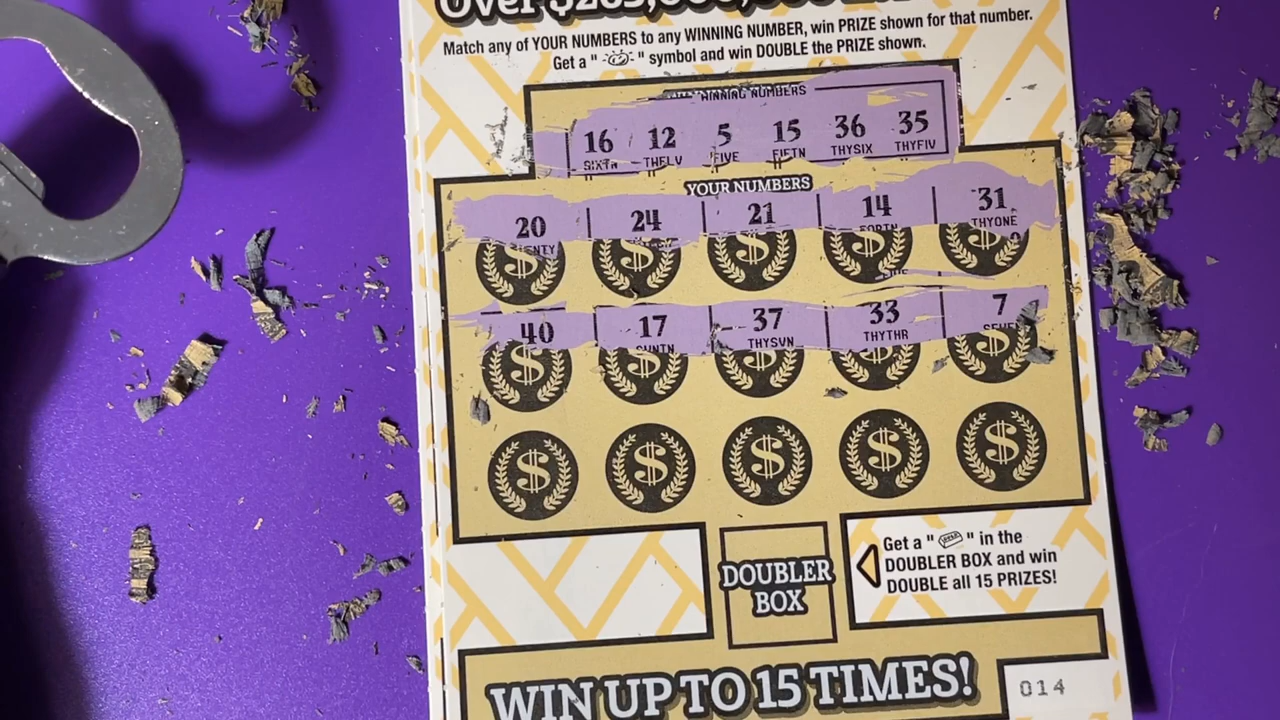 Match any of YOUR NUMBERS to any WINNING NUMBER, win PRIZE shown for that number.
Get a " " symbol and win DOUBLE the PRIZE shown.
WINNING NUMBERS
16 12 5 15 36 35
SIXTN THELV FIVE FIFTN THYSIX THYFIV
YOUR NUMBERS
20 24 21 14 31
THYONE
40 17 37 33 7
THYSVN THYTHR
$ $ $ $ $
DOUBLER
BOX
Get a " " in the
DOUBLER BOX and win
DOUBLE all 15 PRIZES!
WIN UP TO 15 TIMES!
014